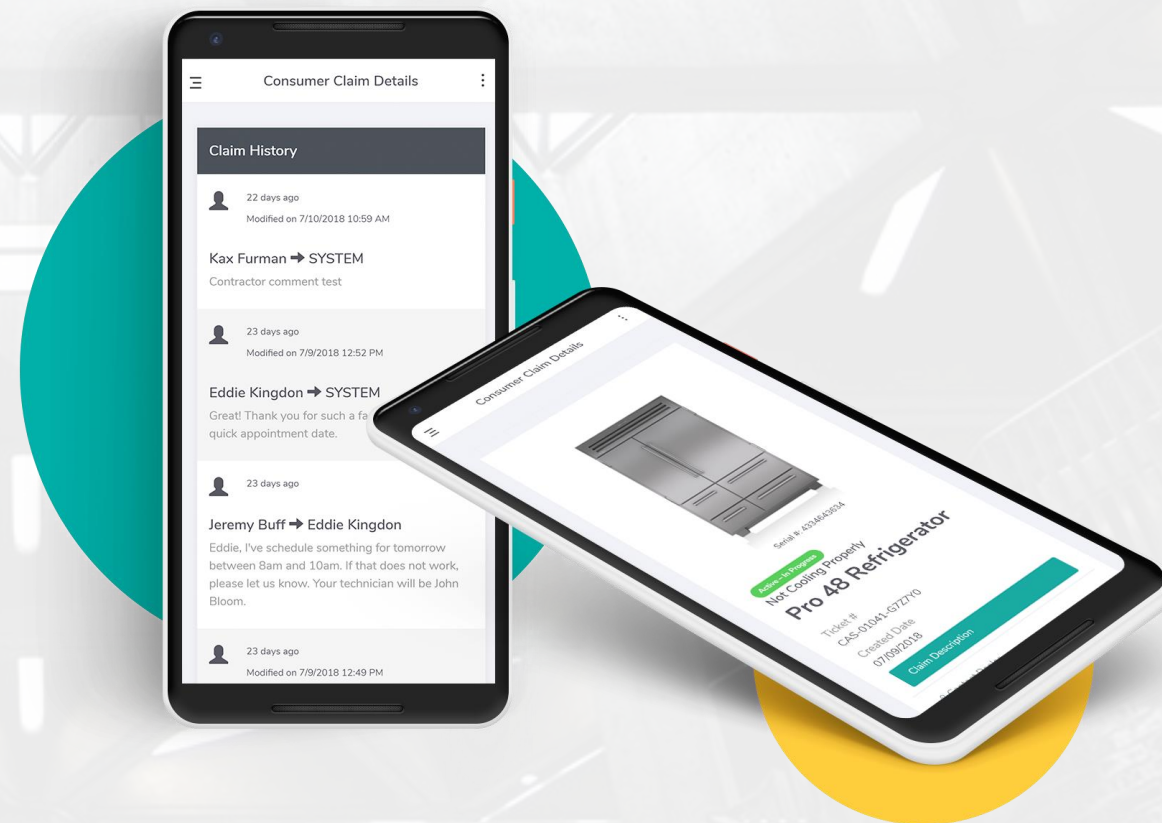 Consumer Claim Details
Claim History
22 days ago
Modified on 7/10/2018 10:59 AM
Kax Furman ➜ SYSTEM
Contractor comment test
23 days ago
Modified on 7/9/2018 12:52 PM
Eddie Kingdon ➜ SYSTEM
Great! Thank you for such a
quick appointment date.
23 days ago
Jeremy Buff ➜ Eddie Kingdon
Eddie, I've schedule something for tomorrow
between 8am and 10am. If that does not work,
please let us know. Your technician will be John
Bloom.
23 days ago
Modified on 7/9/2018 12:49 PM
Consumer Claim Details
Serial #: 4334643634
Active – In Progress
Not Cooling Properly
Pro 48 Refrigerator
Ticket #
CAS-01041-G7Z7Y0
Created Date
07/09/2018
Claim Description